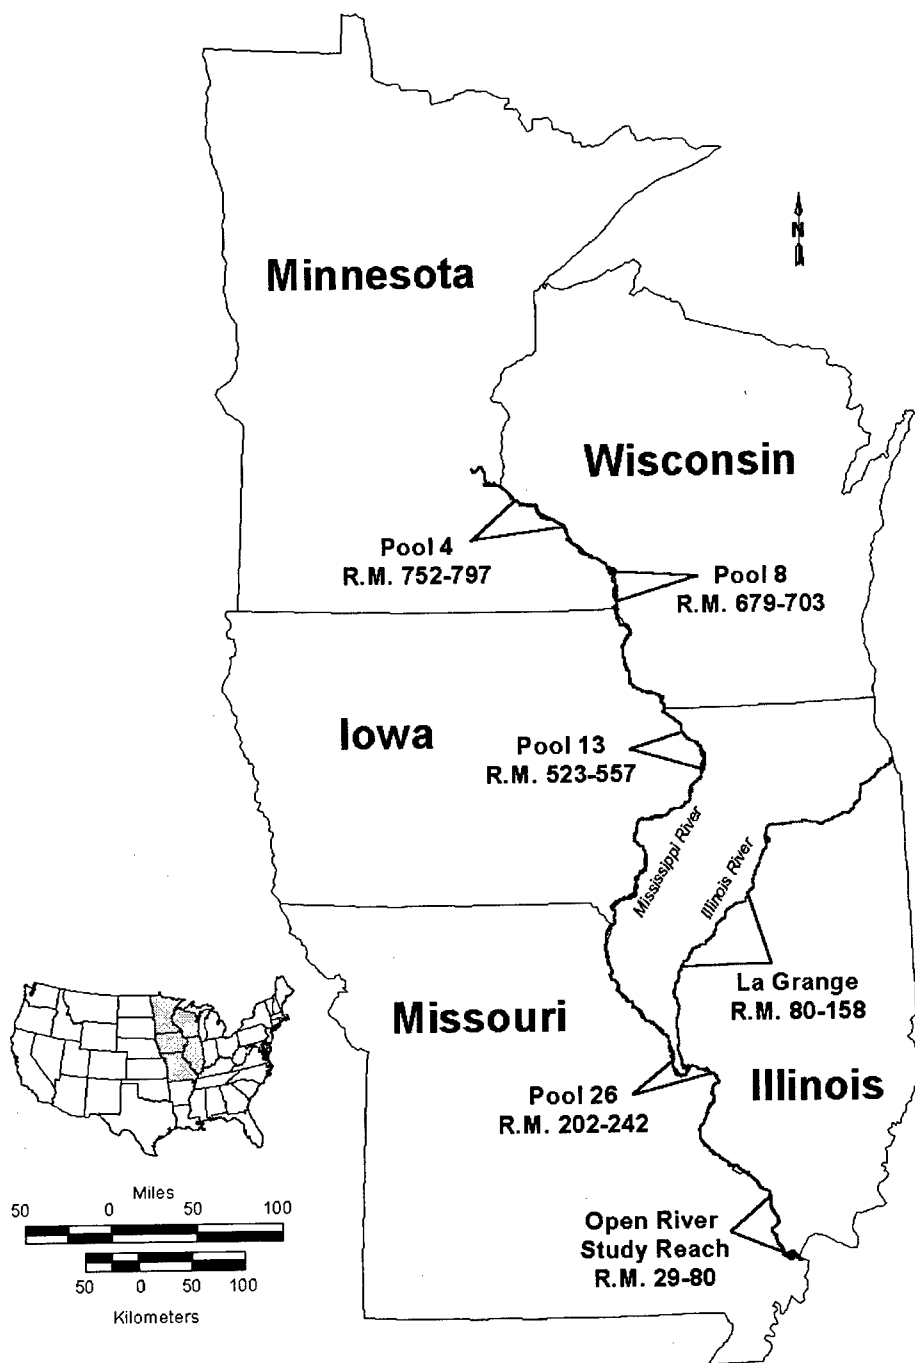 N
Minnesota
Wisconsin
Pool 4
R.M. 752-797
Pool 8
R.M. 679-703
Iowa
Pool 13
R.M. 523-557
Mississippi River
Illinois River
La Grange
R.M. 80-158
Missouri
Illinois
Pool 26
R.M. 202-242
Miles
50 0 50 100
Open River
Study Reach
R.M. 29-80
50 0 50 100
Kilometers